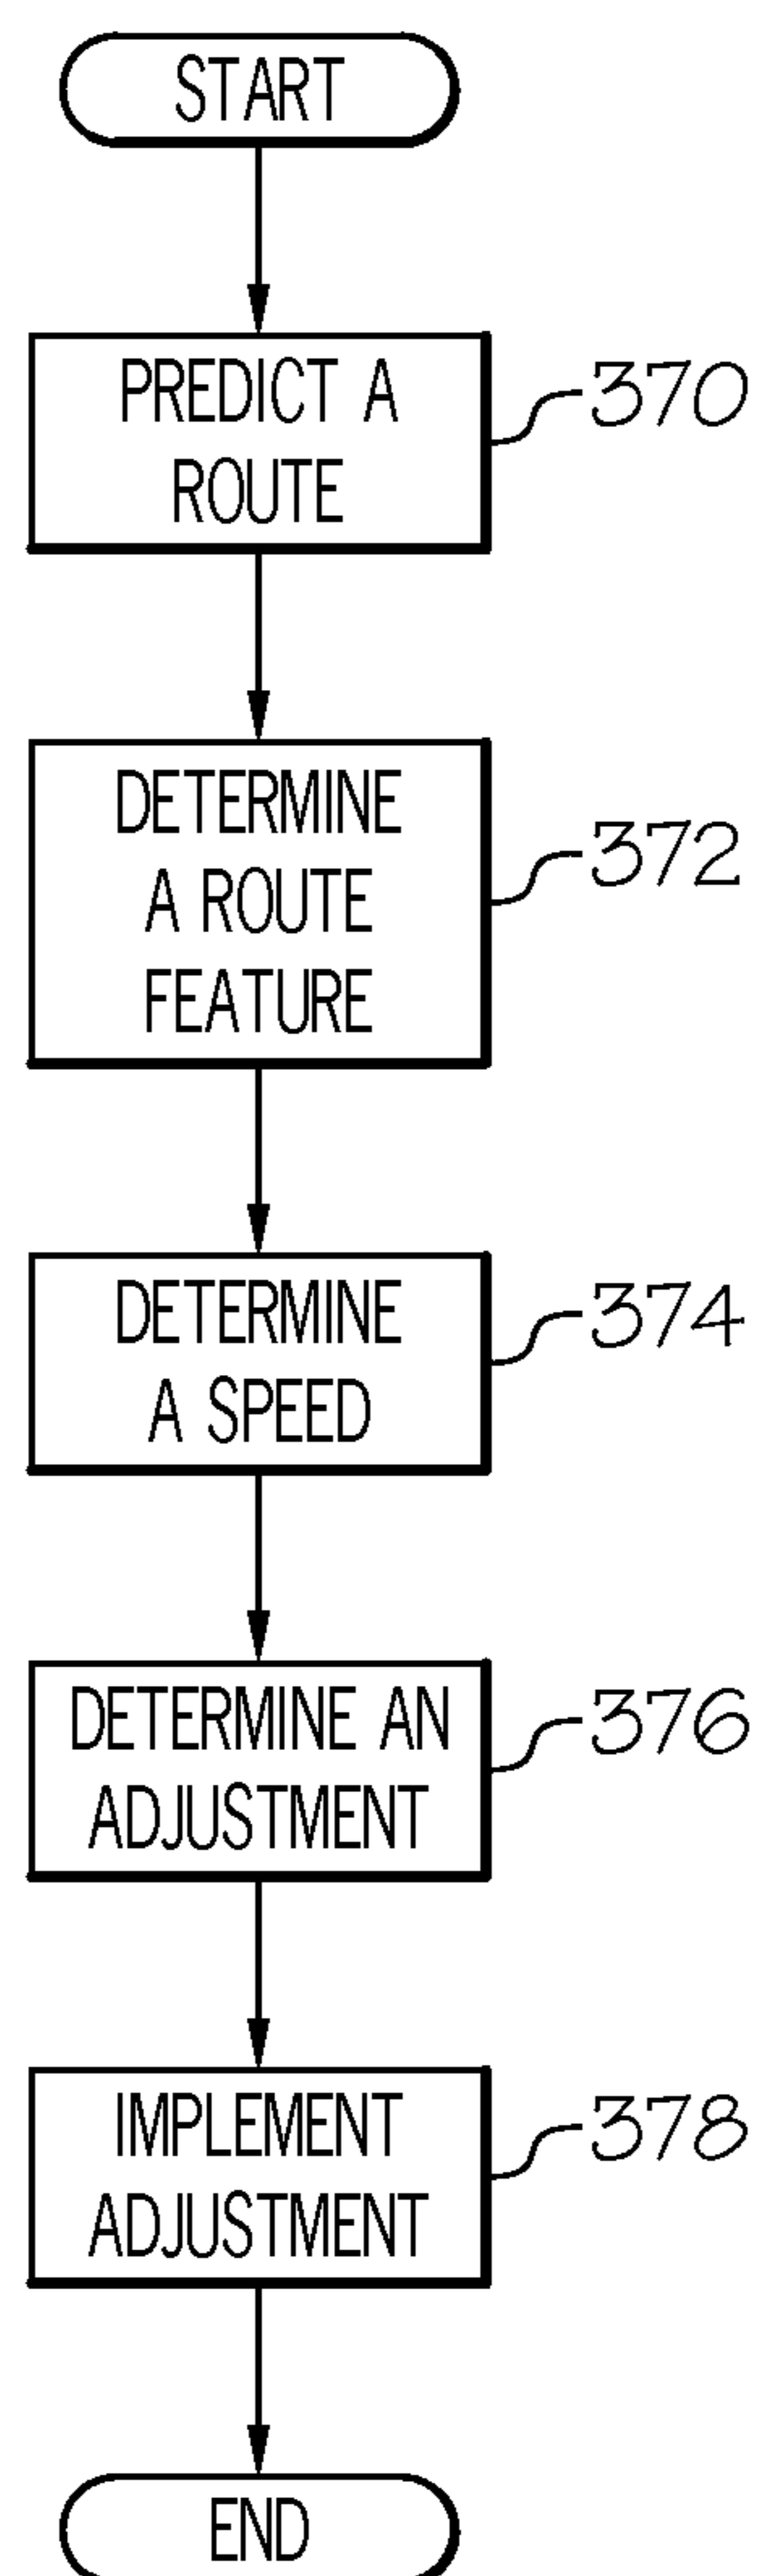 START
PREDICT A
ROUTE
370
DETERMINE
A ROUTE
FEATURE
372
DETERMINE
A SPEED
374
DETERMINE AN
ADJUSTMENT
376
IMPLEMENT
ADJUSTMENT
378
END